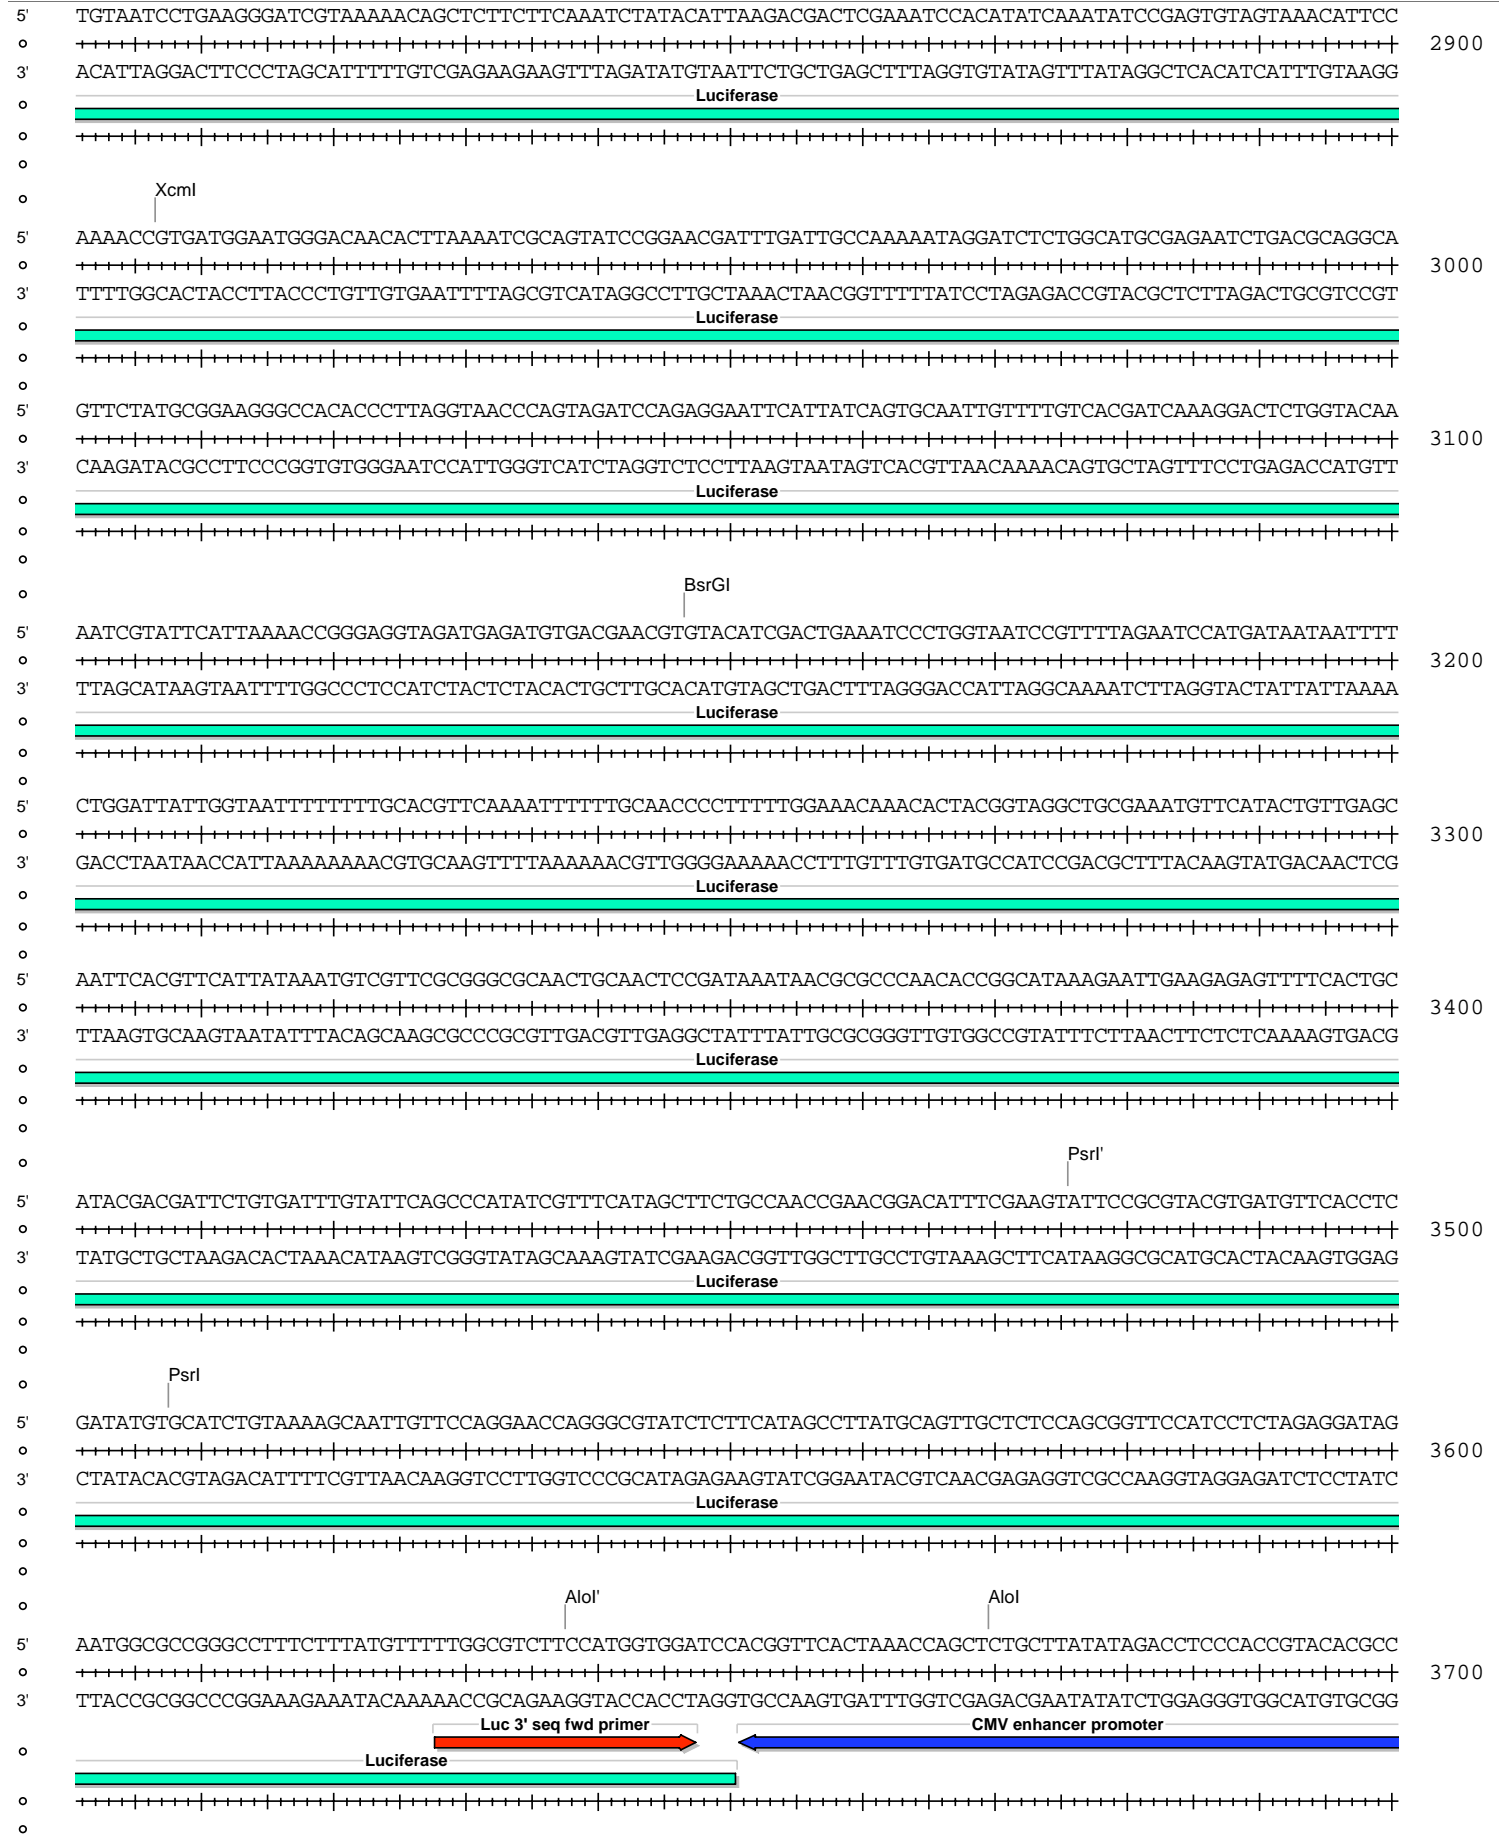 5' TGTAATCCTGAAGGGATCGTAAAAACAGCTCTTCTTCAAATCTATACATTAAGACGACTCGAAATCCACATATCAAATATCCGAGTGTAGTAAACATTCC
2900
3' ACATTAGGACTTCCCTAGCATTTTTGTCGAGAAGAAGTTTAGATATGTAATTCTGCTGAGCTTTAGGTGTATAGTTTATAGGCTCACATCATTTGTAAGG
Luciferase
XcmI
5' AAAACCGTGATGGAATGGGACAACACTTAAAATCGCAGTATCCGGAACGATTTGATTGCCAAAAATAGGATCTCTGGCATGCGAGAATCTGACGCAGGCA
3000
3' TTTTGGCACTACCTTACCCTGTTGTGAATTTTAGCGTCATAGGCCTTGCTAAACTAACGGTTTTTATCCTAGAGACCGTACGCTCTTAGACTGCGTCCGT
Luciferase
5' GTTCTATGCGGAAGGGCCACACCCTTAGGTAACCCAGTAGATCCAGAGGAATTCATTATCAGTGCAATTGTTTTGTCACGATCAAAGGACTCTGGTACAA
3100
3' CAAGATACGCCTTCCCGGTGTGGGAATCCATTGGGTCATCTAGGTCTCCTTAAGTAATAGTCACGTTAACAAAACAGTGCTAGTTTCCTGAGACCATGTT
Luciferase
BsrGI
5' AATCGTATTCATTAAAACCGGGAGGTAGATGAGATGTGACGAACGTGTACATCGACTGAAATCCCTGGTAATCCGTTTTAGAATCCATGATAATAATTTT
3200
3' TTAGCATAAGTAATTTTGGCCCTCCATCTACTCTACACTGCTTGCACATGTAGCTGACTTTAGGGACCATTAGGCAAAATCTTAGGTACTATTATTAAAA
Luciferase
5' CTGGATTATTGGTAATTTTTTTTGCACGTTCAAAATTTTTTGCAACCCCTTTTTGGAAACAAACACTACGGTAGGCTGCGAAATGTTCATACTGTTGAGC
3300
3' GACCTAATAACCATTAAAAAAAACGTGCAAGTTTTAAAAAACGTTGGGGAAAAACCTTTGTTTGTGATGCCATCCGACGCTTTACAAGTATGACAACTCG
Luciferase
5' AATTCACGTTCATTATAAATGTCGTTCGCGGGCGCAACTGCAACTCCGATAAATAACGCGCCCAACACCGGCATAAAGAATTGAAGAGAGTTTTCACTGC
3400
3' TTAAGTGCAAGTAATATTTACAGCAAGCGCCCGCGTTGACGTTGAGGCTATTTATTGCGCGGGTTGTGGCCGTATTTCTTAACTTCTCTCAAAAGTGACG
Luciferase
PsrI'
5' ATACGACGATTCTGTGATTTGTATTCAGCCCATATCGTTTCATAGCTTCTGCCAACCGAACGGACATTTCGAAGTATTCCGCGTACGTGATGTTCACCTC
3500
3' TATGCTGCTAAGACACTAAACATAAGTCGGGTATAGCAAAGTATCGAAGACGGTTGGCTTGCCTGTAAAGCTTCATAAGGCGCATGCACTACAAGTGGAG
Luciferase
PsrI
5' GATATGTGCATCTGTAAAAGCAATTGTTCCAGGAACCAGGGCGTATCTCTTCATAGCCTTATGCAGTTGCTCTCCAGCGGTTCCATCCTCTAGAGGATAG
3600
3' CTATACACGTAGACATTTTCGTTAACAAGGTCCTTGGTCCCGCATAGAGAAGTATCGGAATACGTCAACGAGAGGTCGCCAAGGTAGGAGATCTCCTATC
Luciferase
AloI' AloI
5' AATGGCGCCGGGCCTTTCTTTATGTTTTTGGCGTCTTCCATGGTGGATCCACGGTTCACTAAACCAGCTCTGCTTATATAGACCTCCCACCGTACACGCC
3700
3' TTACCGCGGCCCGGAAAGAAATACAAAAACCGCAGAAGGTACCACCTAGGTGCCAAGTGATTTGGTCGAGACGAATATATCTGGAGGGTGGCATGTGCGG
Luc 3' seq fwd primer CMV enhancer promoter
Luciferase